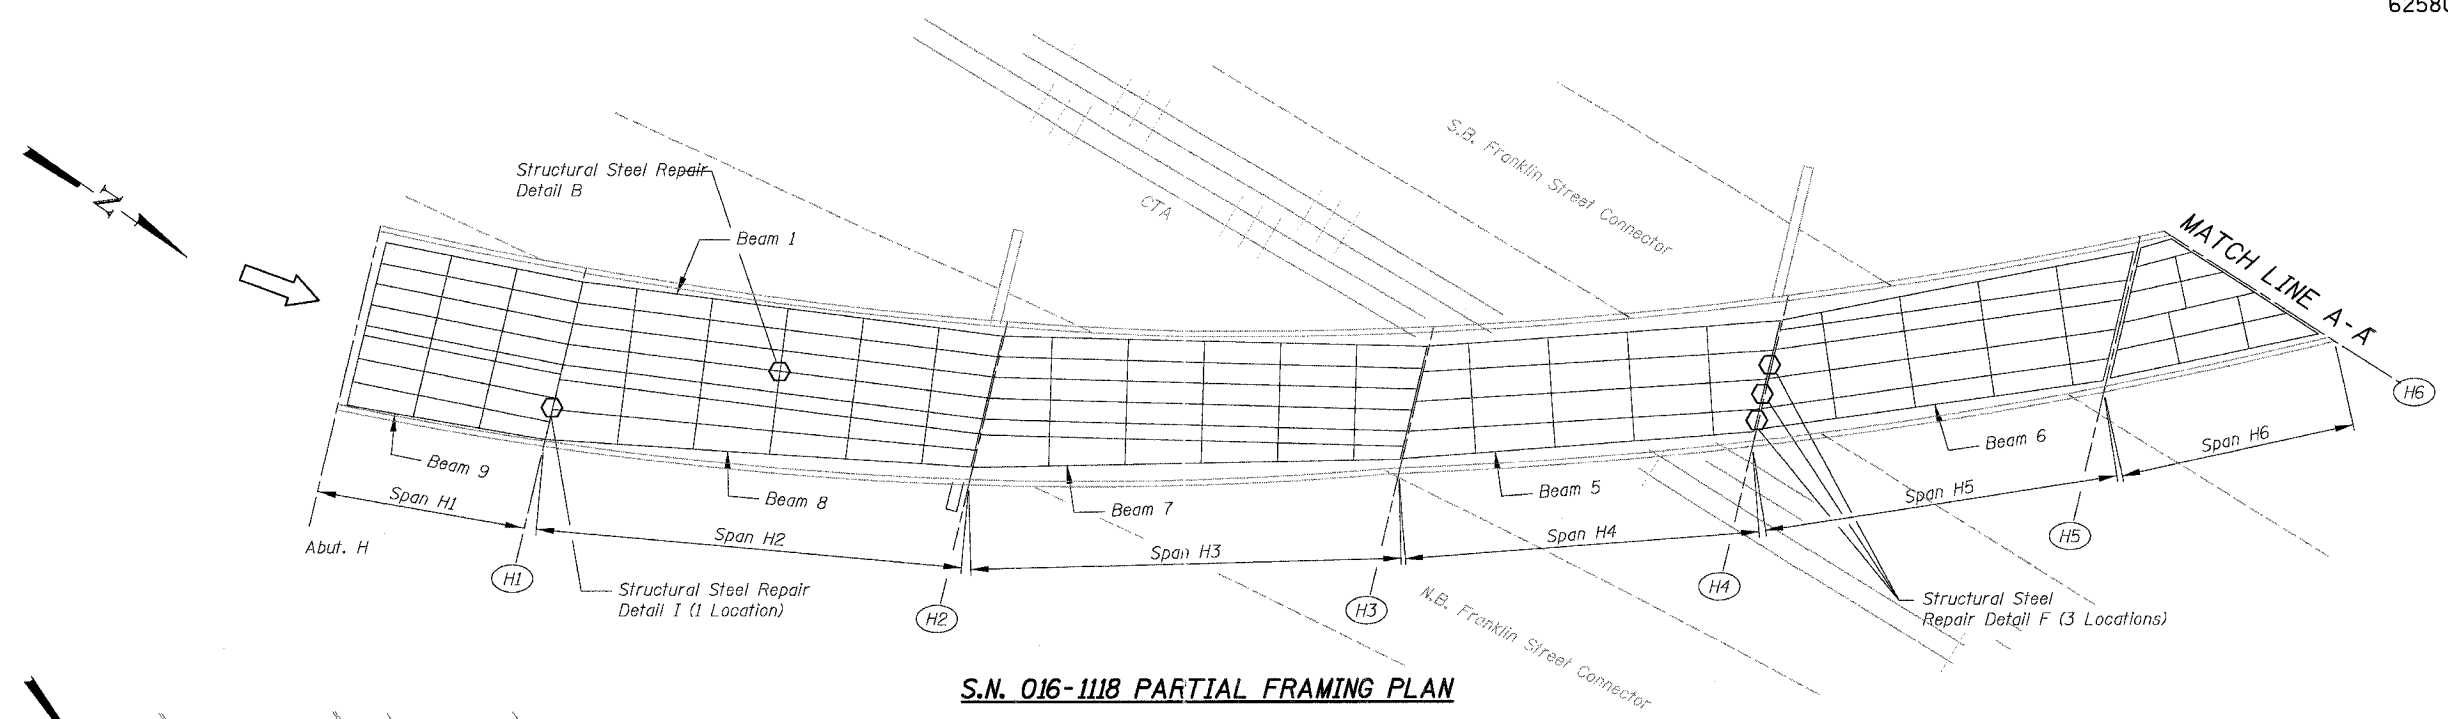 6258
N
Structural Steel Repair
Detail B
Beam 1
CTA
S.B. Franklin Street Connector
MATCH LINE A-A
H6
Beam 9
Span H1
Abut. H
H1
Beam 8
Span H2
Structural Steel Repair
Detail I (1 Location)
H2
Beam 7
Span H3
H3
Beam 5
Span H4
H4
Beam 6
Span H5
H5
Span H6
N.B. Franklin Street Connector
Structural Steel
Repair Detail F (3 Locations)
S.N. 016-1118 PARTIAL FRAMING PLAN